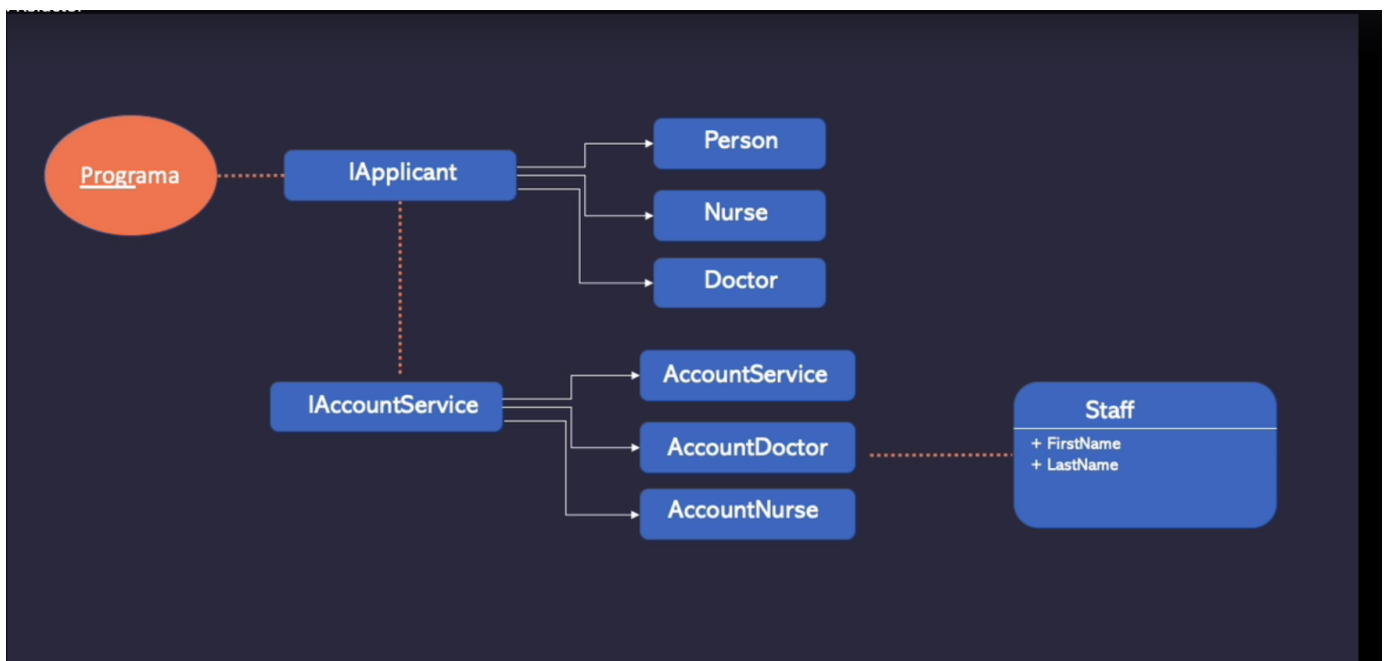 Programa
IApplicant
Person
Nurse
Doctor
IAccountService
AccountService
AccountDoctor
AccountNurse
Staff
+ FirstName
+ LastName